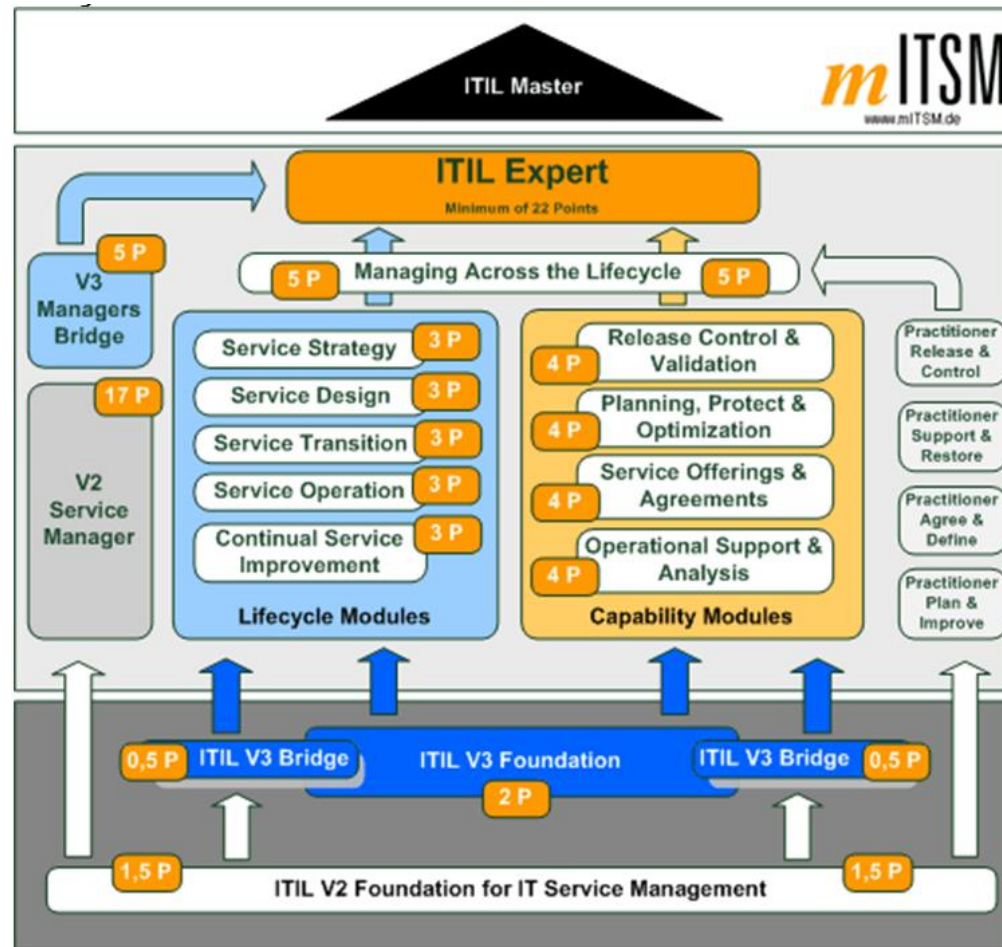 ITIL Master
mITSM
www.mITSM.de
ITIL Expert
Minimum of 22 Points
5 P
V3
Managers
Bridge
5 P
Managing Across the Lifecycle
5 P
17 P
V2
Service
Manager
Service Strategy
3 P
Service Design
3 P
Service Transition
3 P
Service Operation
3 P
Continual Service
Improvement
3 P
Lifecycle Modules
Release Control &
Validation
4 P
Planning, Protect &
Optimization
4 P
Service Offerings &
Agreements
4 P
Operational Support &
Analysis
4 P
Capability Modules
Practitioner
Release &
Control
Practitioner
Support &
Restore
Practitioner
Agree &
Define
Practitioner
Plan &
Improve
0,5 P
ITIL V3 Bridge
ITIL V3 Foundation
2 P
ITIL V3 Bridge
0,5 P
1,5 P
ITIL V2 Foundation for IT Service Management
1,5 P